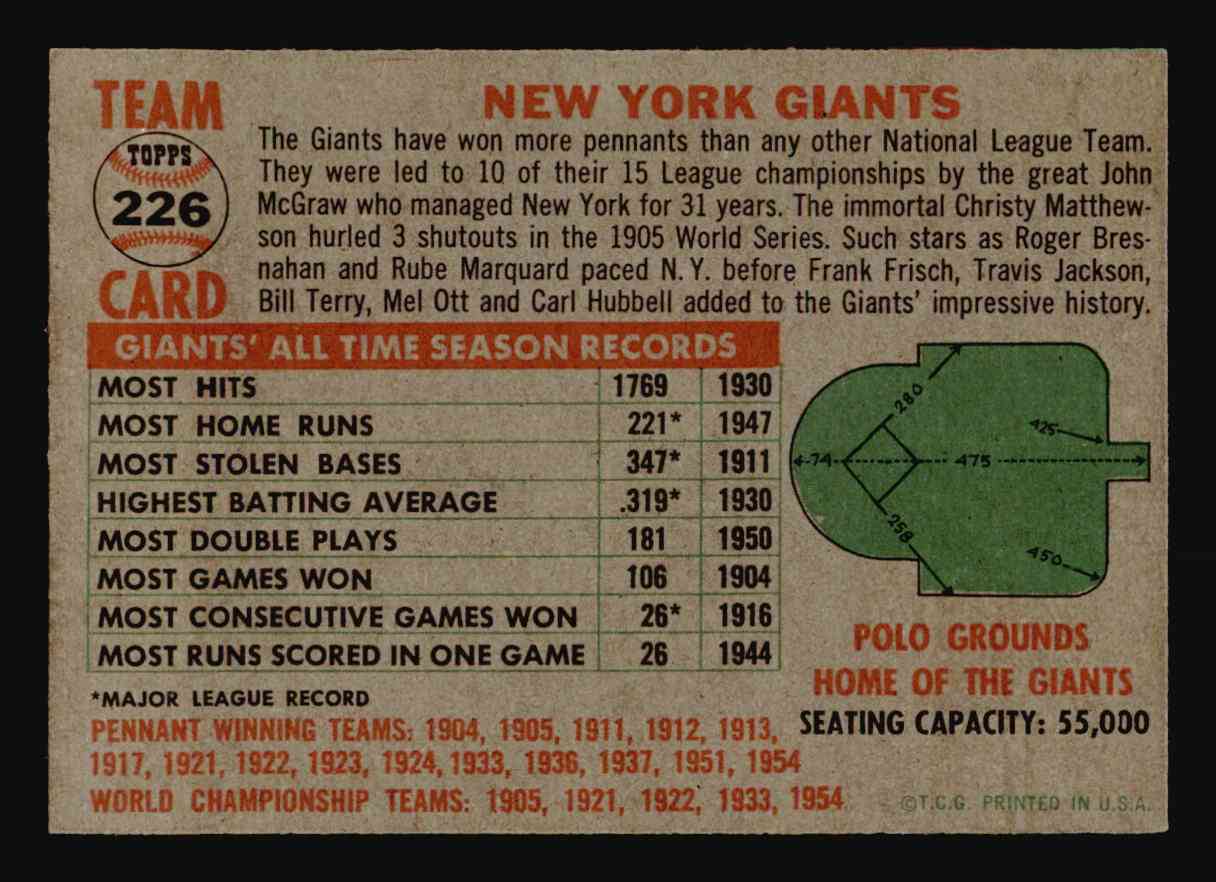 TEAM
TOPPS
226
CARD
NEW YORK GIANTS
The Giants have won more pennants than any other National League Team.
They were led to 10 of their 15 League championships by the great John
McGraw who managed New York for 31 years. The immortal Christy Matthew-
son hurled 3 shutouts in the 1905 World Series. Such stars as Roger Bres-
nahan and Rube Marquard paced N. Y. before Frank Frisch, Travis Jackson,
Bill Terry, Mel Ott and Carl Hubbell added to the Giants' impressive history.
GIANTS' ALL TIME SEASON RECORDS
MOST HITS 1769 1930
MOST HOME RUNS 221* 1947
MOST STOLEN BASES 347* 1911
HIGHEST BATTING AVERAGE .319* 1930
MOST DOUBLE PLAYS 181 1950
MOST GAMES WON 106 1904
MOST CONSECUTIVE GAMES WON 26* 1916
MOST RUNS SCORED IN ONE GAME 26 1944
*MAJOR LEAGUE RECORD
280
425
74
475
258
450
POLO GROUNDS
HOME OF THE GIANTS
SEATING CAPACITY: 55,000
PENNANT WINNING TEAMS: 1904, 1905, 1911, 1912, 1913,
1917, 1921, 1922, 1923, 1924, 1933, 1936, 1937, 1951, 1954
WORLD CHAMPIONSHIP TEAMS: 1905, 1921, 1922, 1933, 1954
©T.C.G. PRINTED IN U.S.A.